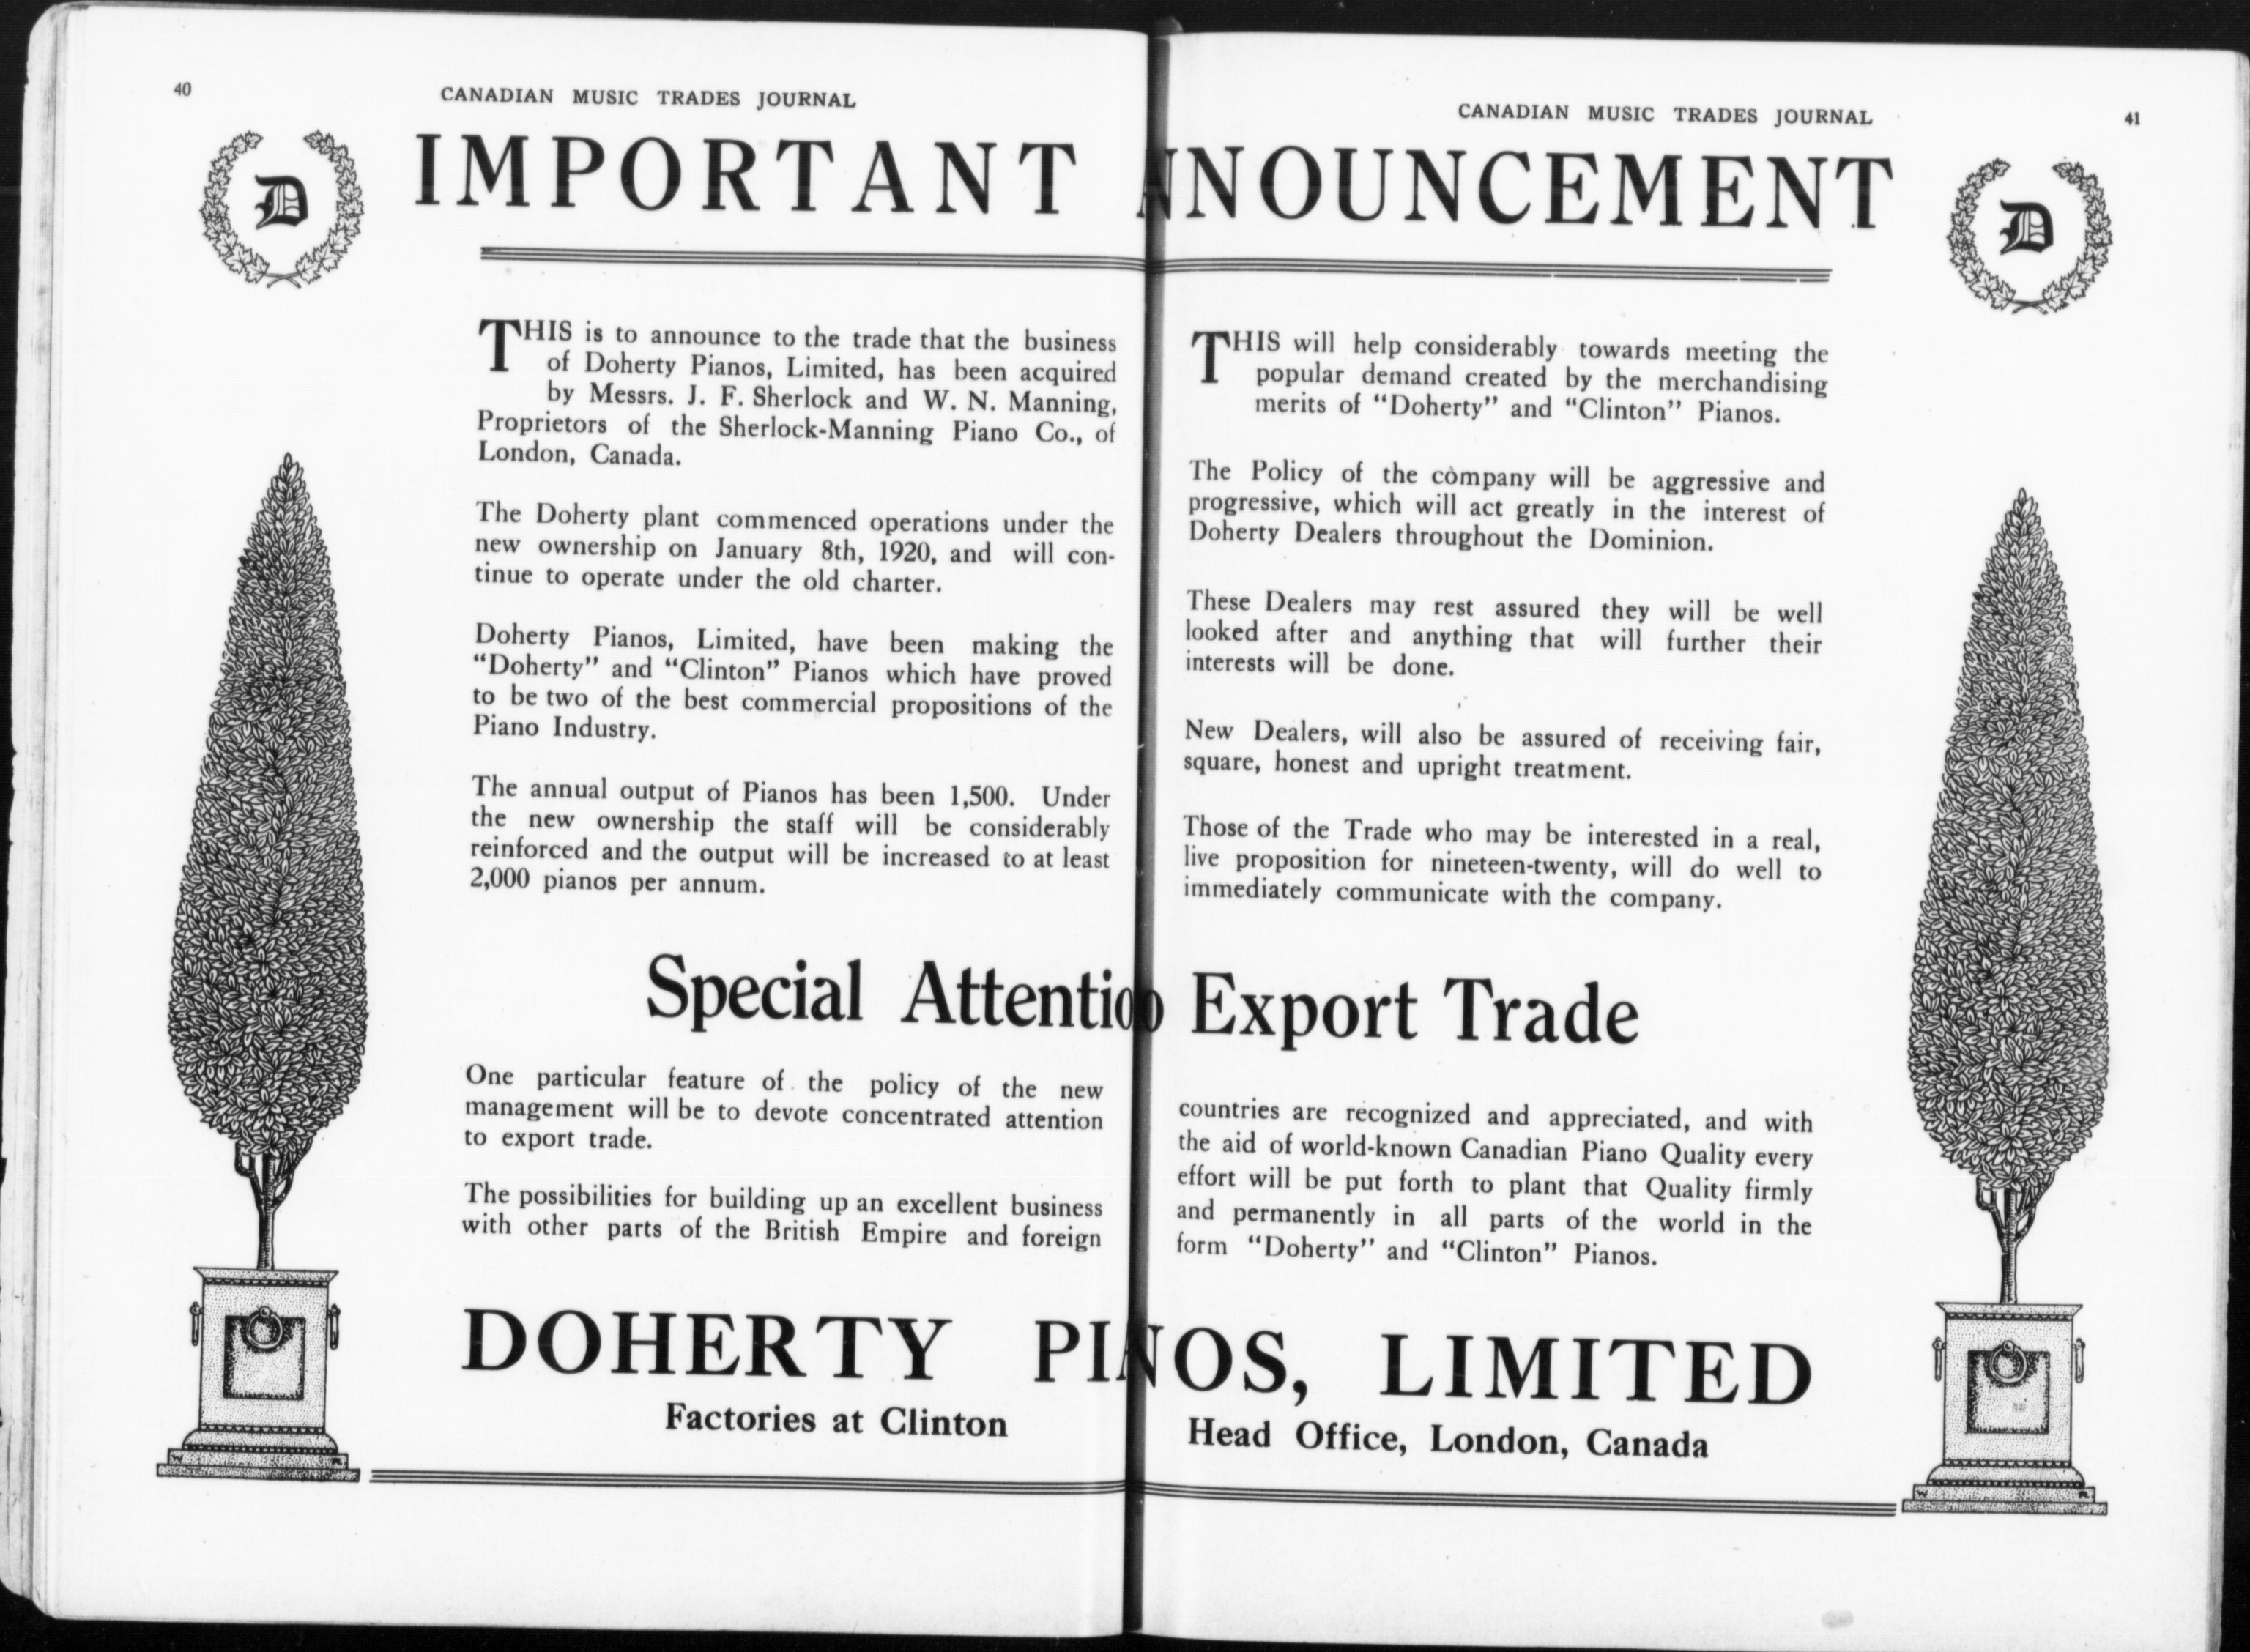 40
CANADIAN MUSIC TRADES JOURNAL
CANADIAN MUSIC TRADES JOURNAL
41
D
IMPORTANT ANNOUNCEMENT
D
THIS is to announce to the trade that the business
of Doherty Pianos, Limited, has been acquired
by Messrs. J. F. Sherlock and W. N. Manning,
Proprietors of the Sherlock-Manning Piano Co., of
London, Canada.
The Doherty plant commenced operations under the
new ownership on January 8th, 1920, and will con-
tinue to operate under the old charter.
Doherty Pianos, Limited, have been making the
“Doherty” and “Clinton” Pianos which have proved
to be two of the best commercial propositions of the
Piano Industry.
The annual output of Pianos has been 1,500. Under
the new ownership the staff will be considerably
reinforced and the output will be increased to at least
2,000 pianos per annum.
THIS will help considerably towards meeting the
popular demand created by the merchandising
merits of “Doherty” and “Clinton” Pianos.
The Policy of the company will be aggressive and
progressive, which will act greatly in the interest of
Doherty Dealers throughout the Dominion.
These Dealers may rest assured they will be well
looked after and anything that will further their
interests will be done.
New Dealers, will also be assured of receiving fair,
square, honest and upright treatment.
Those of the Trade who may be interested in a real,
live proposition for nineteen-twenty, will do well to
immediately communicate with the company.
Special Attentio o Export Trade
One particular feature of the policy of the new
management will be to devote concentrated attention
to export trade.
The possibilities for building up an excellent business
with other parts of the British Empire and foreign
countries are recognized and appreciated, and with
the aid of world-known Canadian Piano Quality every
effort will be put forth to plant that Quality firmly
and permanently in all parts of the world in the
form “Doherty” and “Clinton” Pianos.
DOHERTY PIANOS, LIMITED
Factories at Clinton
Head Office, London, Canada
W R
W R